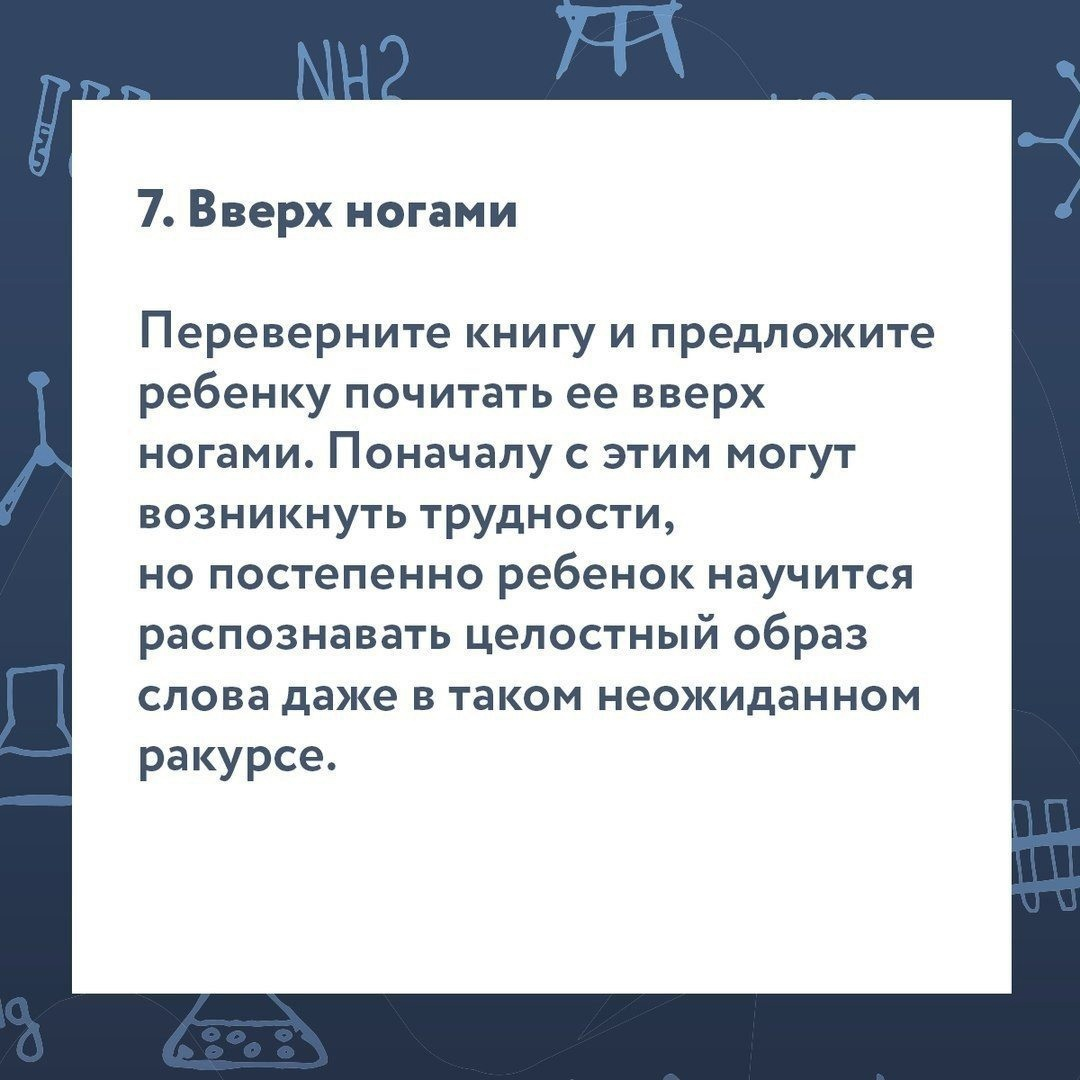 NH2
7. Вверх ногами
Переверните книгу и предложите
ребенку почитать ее вверх
ногами. Поначалу с этим могут
возникнуть трудности,
но постепенно ребенок научится
распознавать целостный образ
слова даже в таком неожиданном
ракурсе.